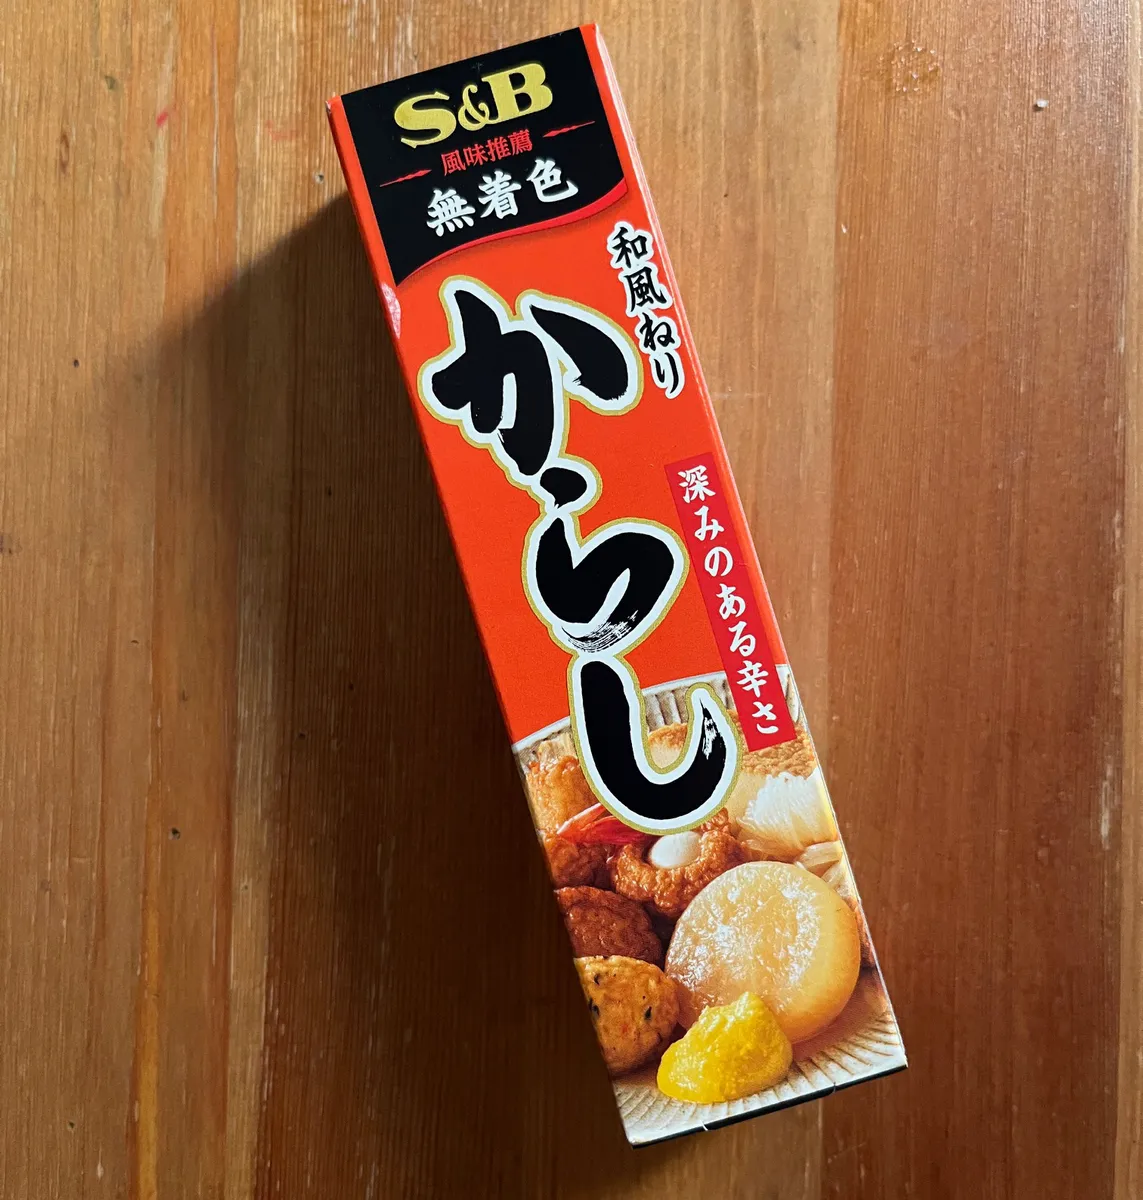 S&B
風味推薦
無着色
和風ねり
からし
深みのある辛さ